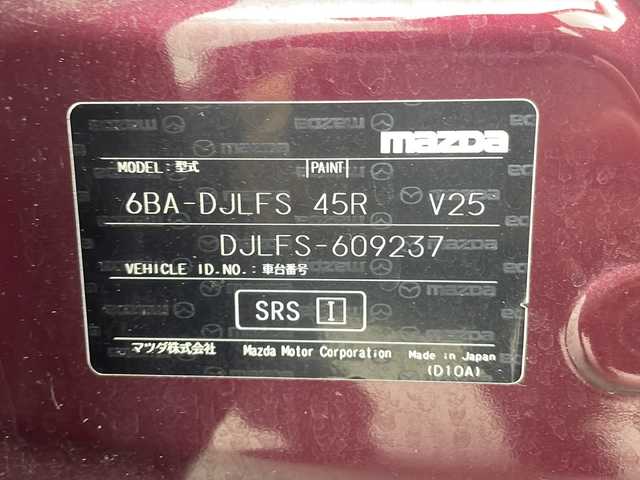 mazda
MODEL:型式 PAINT
6BA-DJLFS 45R V25
DJLFS-609237
VEHICLE ID.NO.:車台番号
SRS I
マツダ株式会社 Mazda Motor Corporation Made in Japan
(D10A)